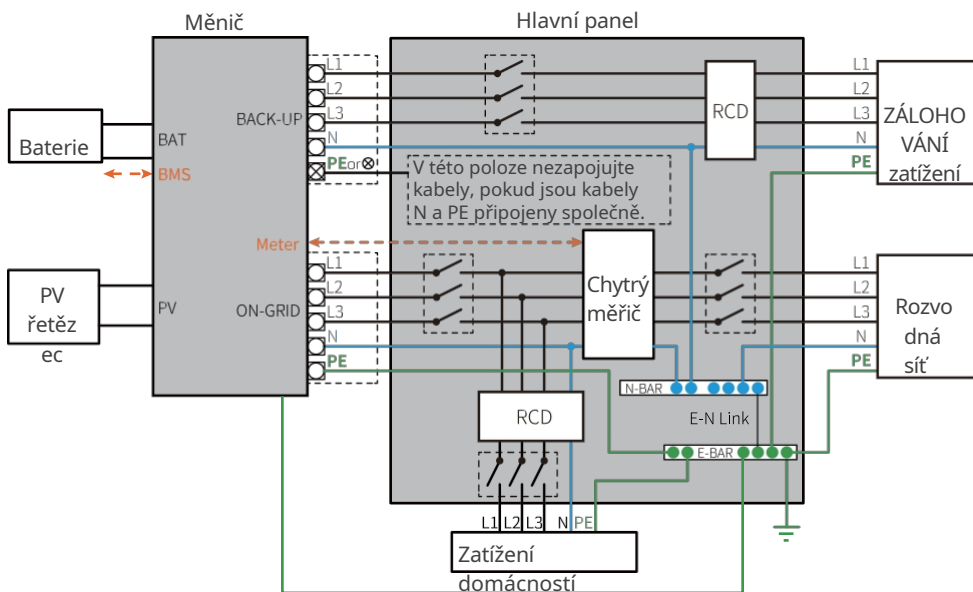 Měnič
Hlavní panel
Baterie
BAT
BMS
BACK-UP
L1
L2
L3
N
PE or
RCD
L1
L2
L3
N
PE
ZÁLOHO
VÁNÍ
zatížení
V této poloze nezapojujte
kabely, pokud jsou kabely
N a PE připojeny společně.
Meter
PV
řetěz
ec
PV
ON-GRID
L1
L2
L3
N
PE
Chytrý
měřič
L1
L2
L3
N
PE
Rozvo
dná
síť
N-BAR
E-N Link
E-BAR
RCD
L1 L2 L3 N PE
Zatížení
domácností